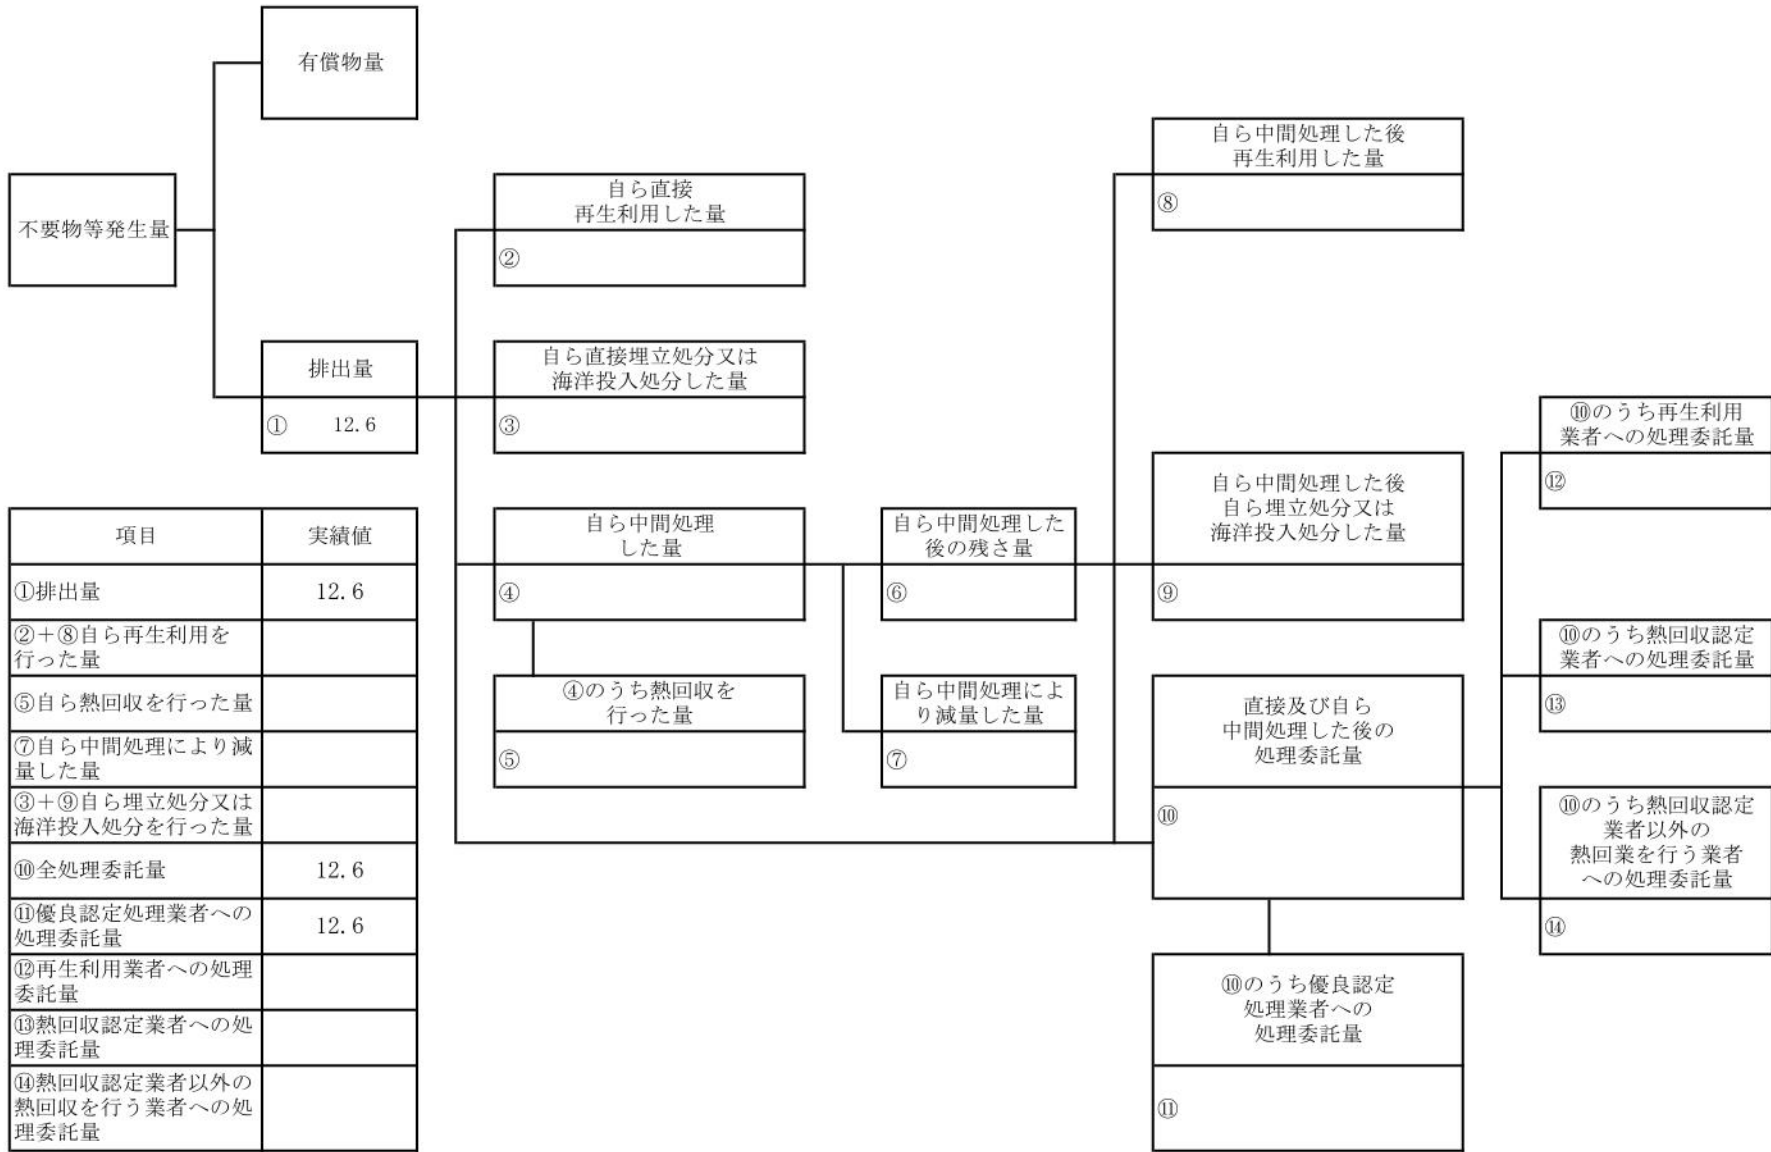 有償物量
不要物等発生量
排出量
① 12.6
自ら直接
再生利用した量
②
自ら直接埋立処分又は
海洋投入処分した量
③
自ら中間処理
した量
④
④のうち熱回収を
行った量
⑤
自ら中間処理した
後の残さ量
⑥
自ら中間処理によ
り減量した量
⑦
自ら中間処理した後
再生利用した量
⑧
自ら中間処理した後
自ら埋立処分又は
海洋投入処分した量
⑨
直接及び自ら
中間処理した後の
処理委託量
⑩
⑩のうち優良認定
処理業者への
処理委託量
⑪
⑩のうち再生利用
業者への処理委託量
⑫
⑩のうち熱回収認定
業者への処理委託量
⑬
⑩のうち熱回収認定
業者以外の
熱回業を行う業者
への処理委託量
⑭
項目 実績値
①排出量 12.6
②＋⑧自ら再生利用を
行った量
⑤自ら熱回収を行った量
⑦自ら中間処理により減
量した量
③＋⑨自ら埋立処分又は
海洋投入処分を行った量
⑩全処理委託量 12.6
⑪優良認定処理業者への
処理委託量 12.6
⑫再生利用業者への処理
委託量
⑬熱回収認定業者への処
理委託量
⑭熱回収認定業者以外の
熱回収を行う業者への処
理委託量